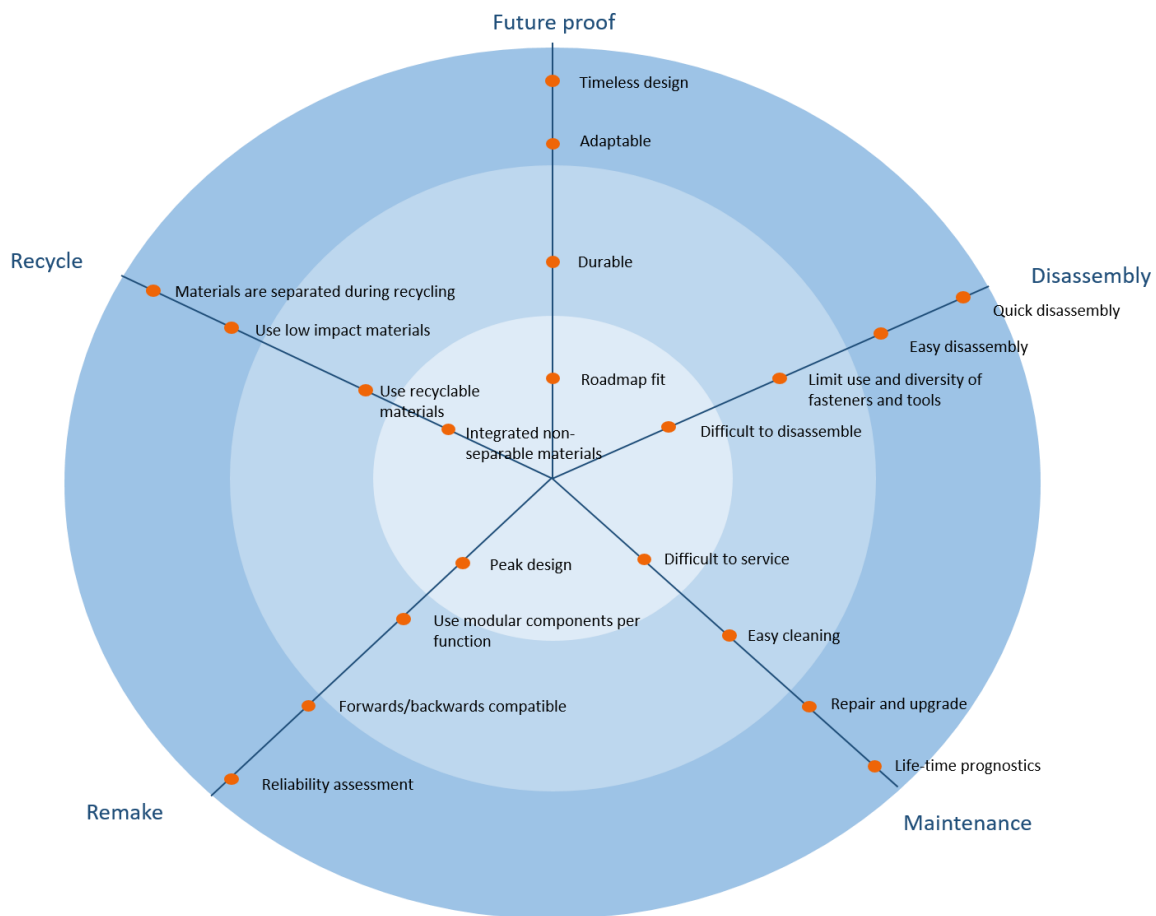 Future proof
Timeless design
Adaptable
Durable
Roadmap fit
Disassembly
Quick disassembly
Easy disassembly
Limit use and diversity of
fasteners and tools
Difficult to disassemble
Recycle
Materials are separated during recycling
Use low impact materials
Use recyclable
materials
Integrated non-
separable materials
Peak design
Use modular components per
function
Forwards/backwards compatible
Reliability assessment
Remake
Difficult to service
Easy cleaning
Repair and upgrade
Life-time prognostics
Maintenance